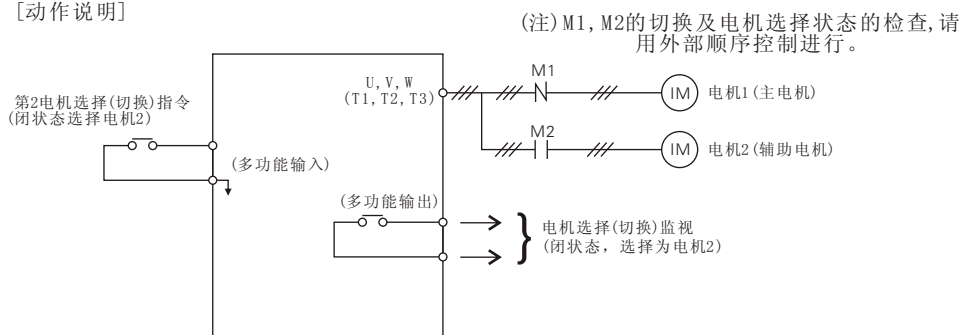 [动作说明]
(注)M1,M2的切换及电机选择状态的检查,请
用外部顺序控制进行。
M1
U,V,W
(T1,T2,T3)
IM
电机1(主电机)
第2电机选择(切换)指令
(闭状态选择电机2)
M2
IM
电机2(辅助电机)
(多功能输入)
(多功能输出)
电机选择(切换)监视
(闭状态，选择为电机2)